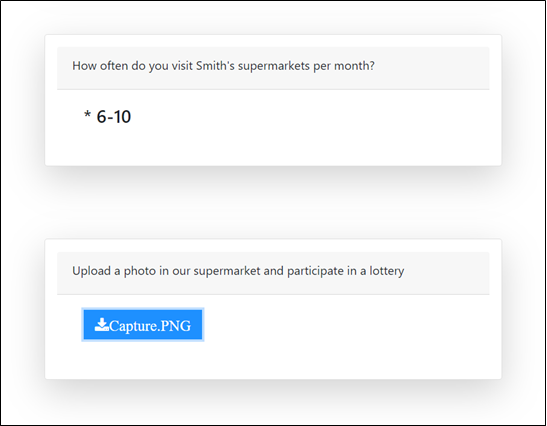 How often do you visit Smith's supermarkets per month?
* 6-10
Upload a photo in our supermarket and participate in a lottery
Capture.PNG